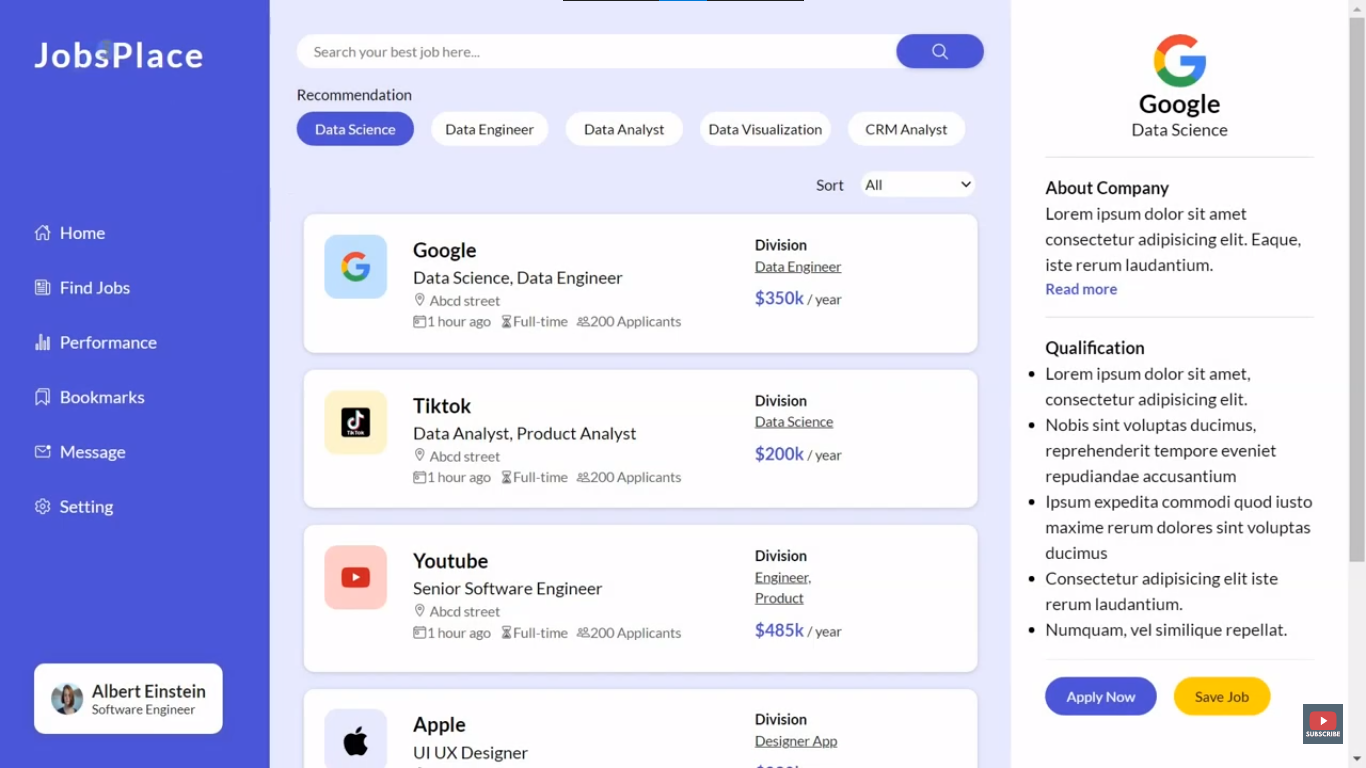 JobsPlace
Home
Find Jobs
Performance
Bookmarks
Message
Setting
Albert Einstein
Software Engineer
Search your best job here...
Recommendation
Data Science
Data Engineer
Data Analyst
Data Visualization
CRM Analyst
Sort
All
Google
Data Science, Data Engineer
Abcd street
1 hour ago Full-time 200 Applicants
Division
Data Engineer
$350k / year
Tiktok
Data Analyst, Product Analyst
Abcd street
1 hour ago Full-time 200 Applicants
Division
Data Science
$200k / year
Youtube
Senior Software Engineer
Abcd street
1 hour ago Full-time 200 Applicants
Division
Engineer,
Product
$485k / year
Apple
UI UX Designer
Division
Designer App
Google
Data Science
About Company
Lorem ipsum dolor sit amet
consectetur adipisicing elit. Eaque,
iste rerum laudantium.
Read more
Qualification
Lorem ipsum dolor sit amet,
consectetur adipisicing elit.
Nobis sint voluptas ducimus,
reprehenderit tempore eveniet
repudiandae accusantium
Ipsum expedita commodi quod iusto
maxime rerum dolores sint voluptas
ducimus
Consectetur adipisicing elit iste
rerum laudantium.
Numquam, vel similique repellat.
Apply Now
Save Job
SUBSCRIBE